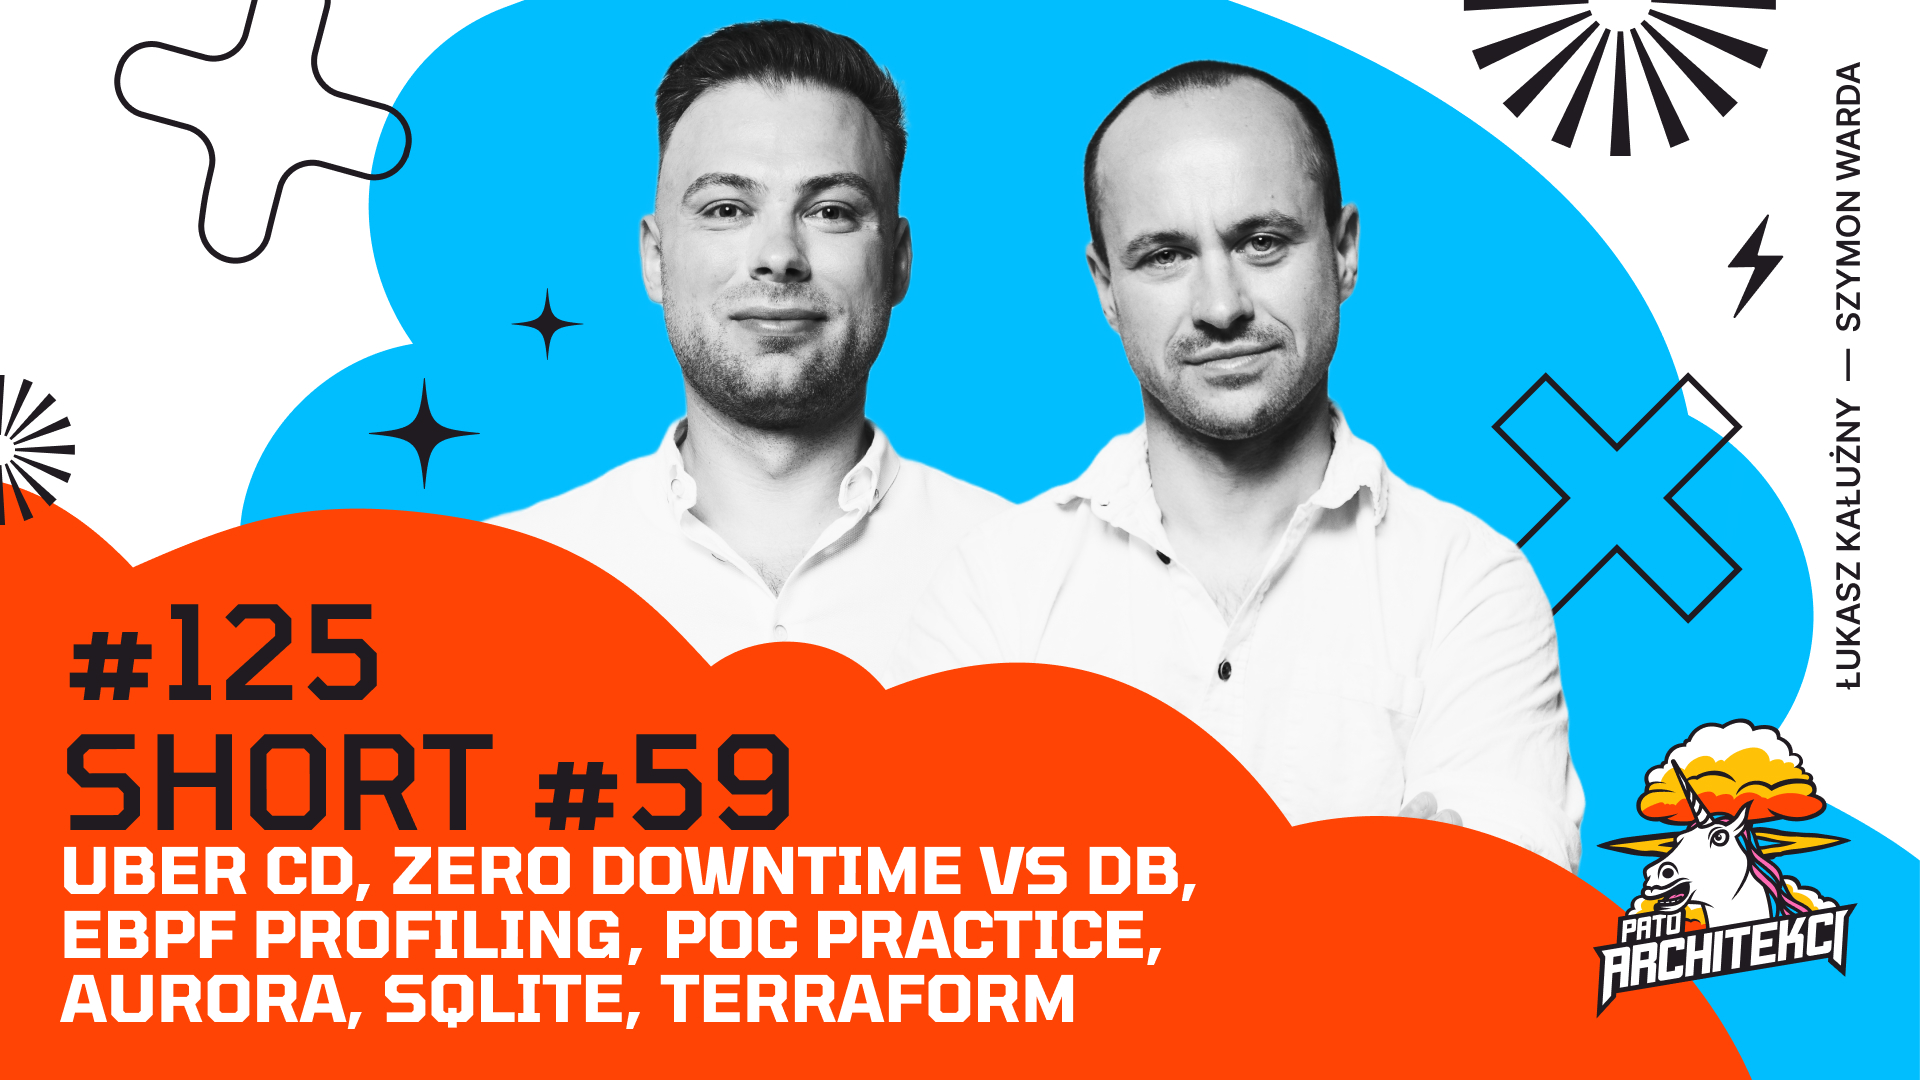 #125
SHORT #59
UBER CD, ZERO DOWNTIME VS DB,
EBPF PROFILING, POC PRACTICE,
AURORA, SQLITE, TERRAFORM
ŁUKASZ KAŁUŻNY — SZYMON WARDA
PATO
ARCHITEKCI